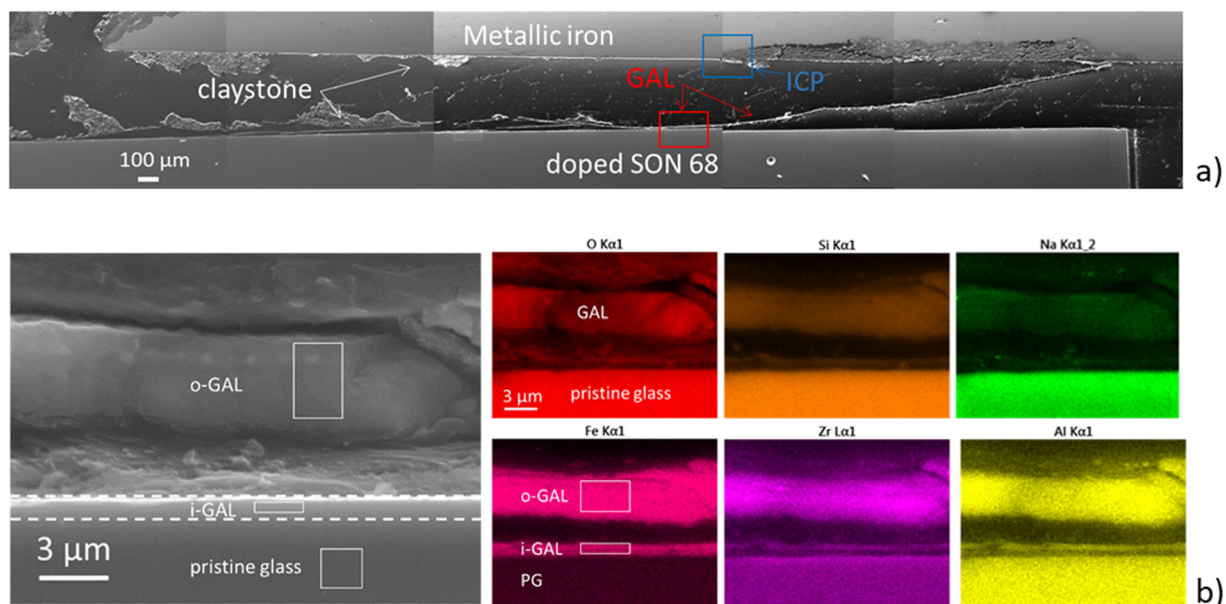 Metallic iron
claystone
GAL
ICP
doped SON 68
100 µm
a)
O Kα1
Si Kα1
Na Kα1_2
GAL
o-GAL
pristine glass
3 µm
Fe Kα1
Zr Lα1
Al Kα1
o-GAL
i-GAL
i-GAL
pristine glass
PG
3 µm
b)